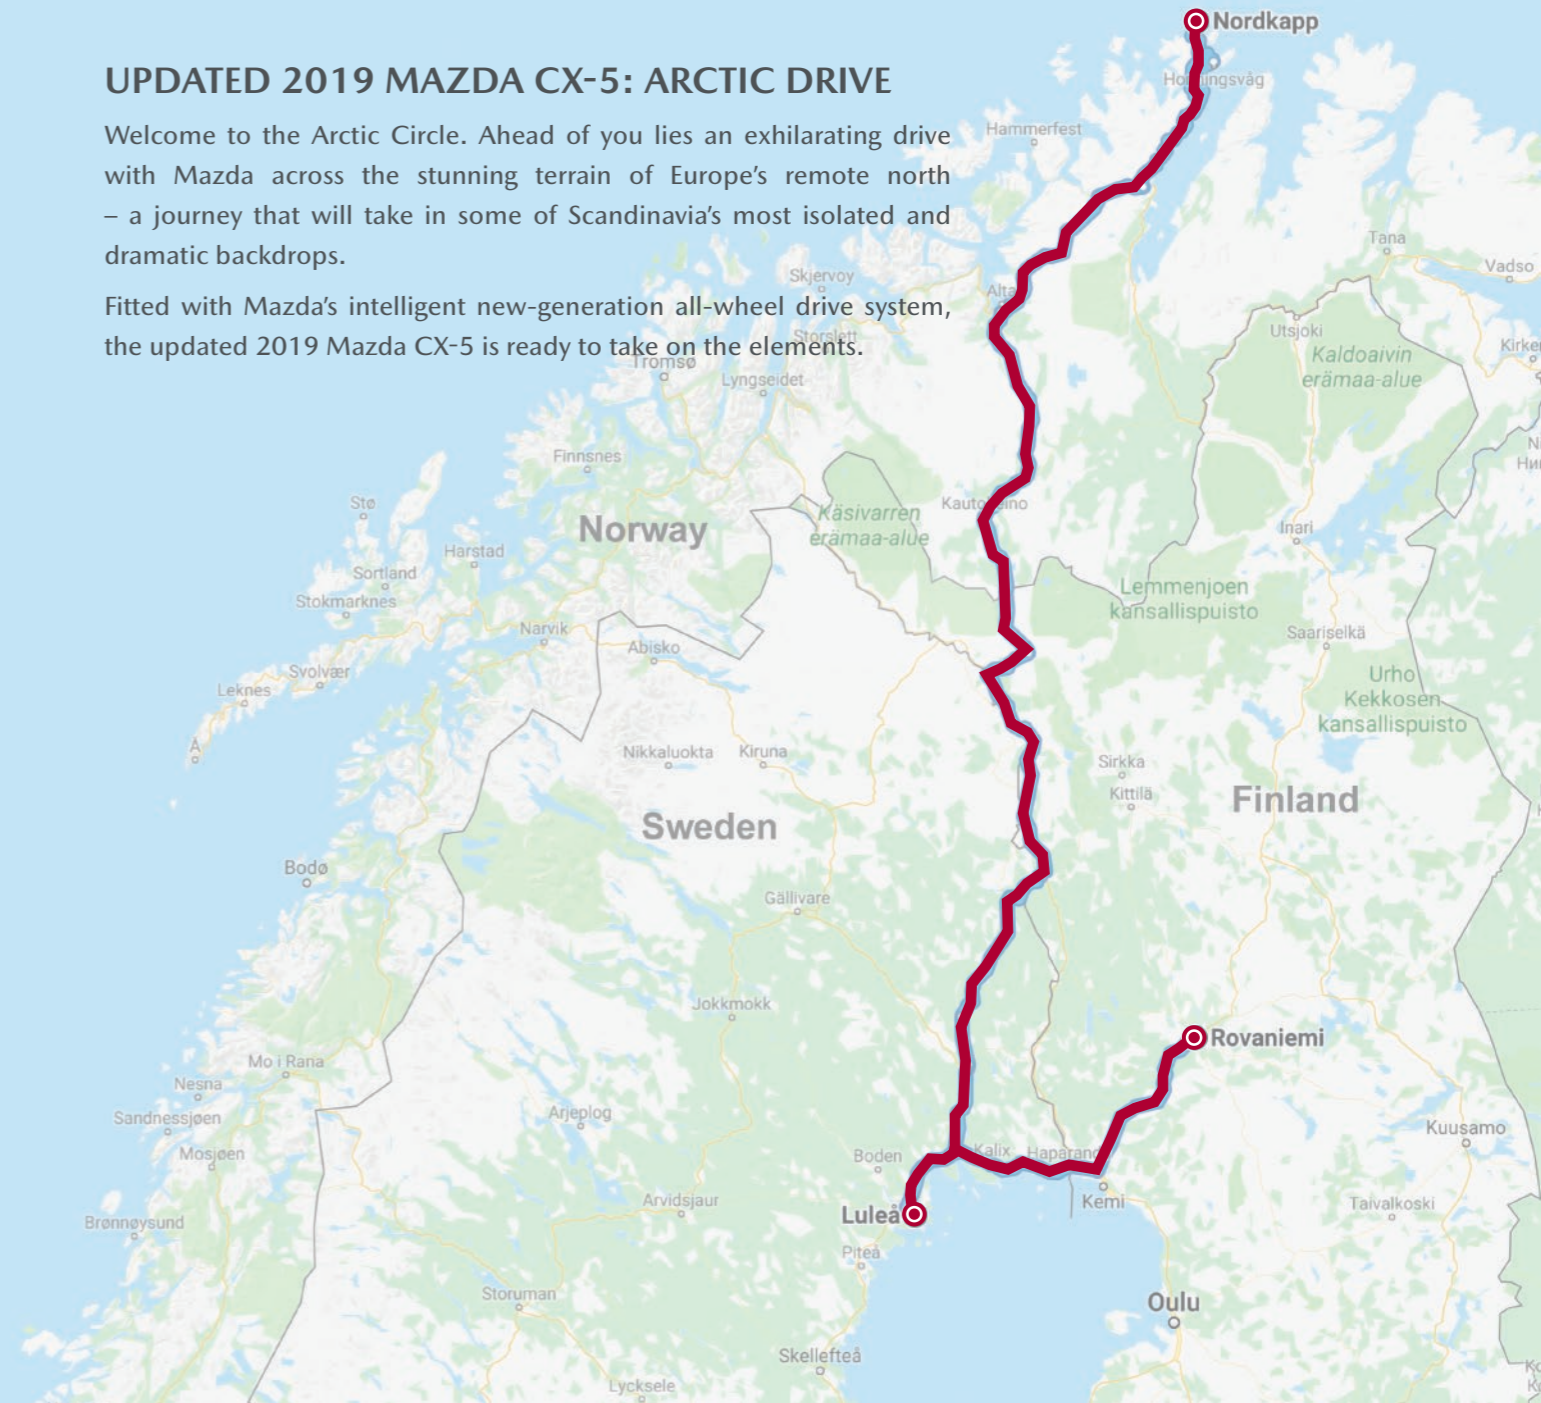 UPDATED 2019 MAZDA CX-5: ARCTIC DRIVE
Welcome to the Arctic Circle. Ahead of you lies an exhilarating drive
with Mazda across the stunning terrain of Europe’s remote north
– a journey that will take in some of Scandinavia’s most isolated and
dramatic backdrops.
Fitted with Mazda’s intelligent new-generation all-wheel drive system,
the updated 2019 Mazda CX-5 is ready to take on the elements.
Nordkapp
Hammerfest
Tana
Vadsø
Skjervøy
Alta
Storslett
Utsjoki
Kaldoaivin
erämaa-alue
Tromsø
Lyngseidet
Finnsnes
Stø
Norway
Käsivarren
erämaa-alue
Inari
Harstad
Sortland
Stokmarknes
Lemmenjoen
kansallispuisto
Narvik
Abisko
Saariselkä
Svolvær
Leknes
Urho
Kekkosen
kansallispuisto
Å
Nikkaluokta
Kiruna
Sirkka
Kittilä
Finland
Sweden
Bodø
Gällivare
Jokkmokk
Rovaniemi
Mo i Rana
Nesna
Sandnessjøen
Arjeplog
Mosjøen
Kuusamo
Boden
Kalix
Haparand
Arvidsjaur
Kemi
Taivalkoski
Luleå
Brønnøysund
Piteå
Storuman
Oulu
Skellefteå
Lycksele